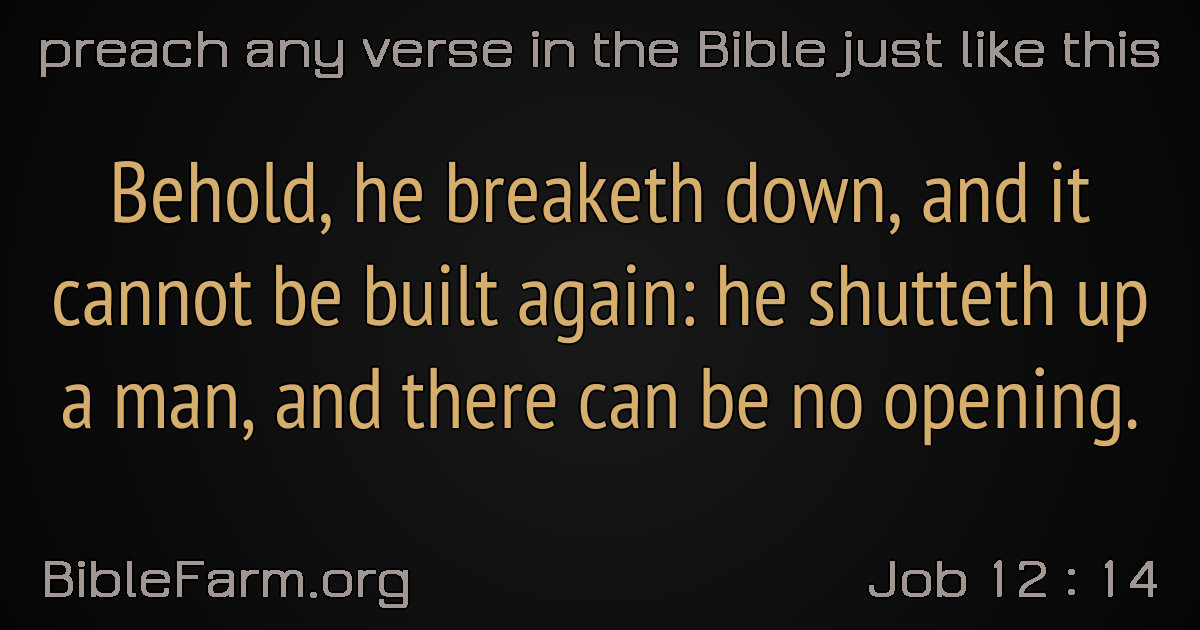 preach any verse in the Bible just like this
Behold, he breaketh down, and it
cannot be built again: he shutteth up
a man, and there can be no opening.
BibleFarm.org
Job 12 : 14